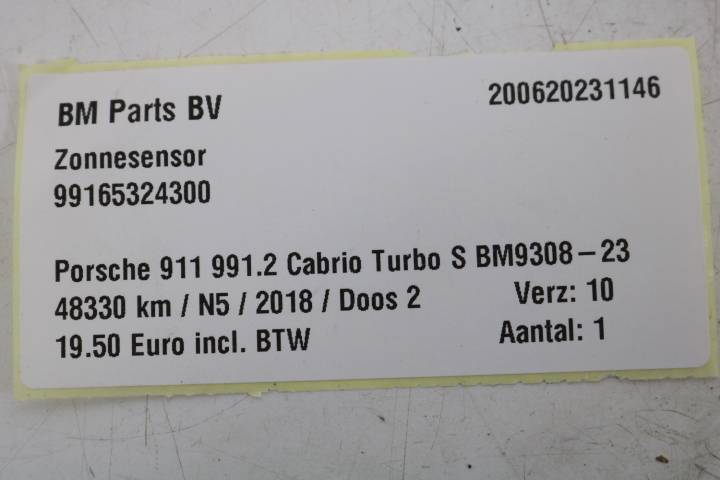 BM Parts BV 200620231146
Zonnesensor
99165324300
Porsche 911 991.2 Cabrio Turbo S BM9308-23
48330 km / N5 / 2018 / Doos 2 Verz: 10
19.50 Euro incl. BTW Aantal: 1